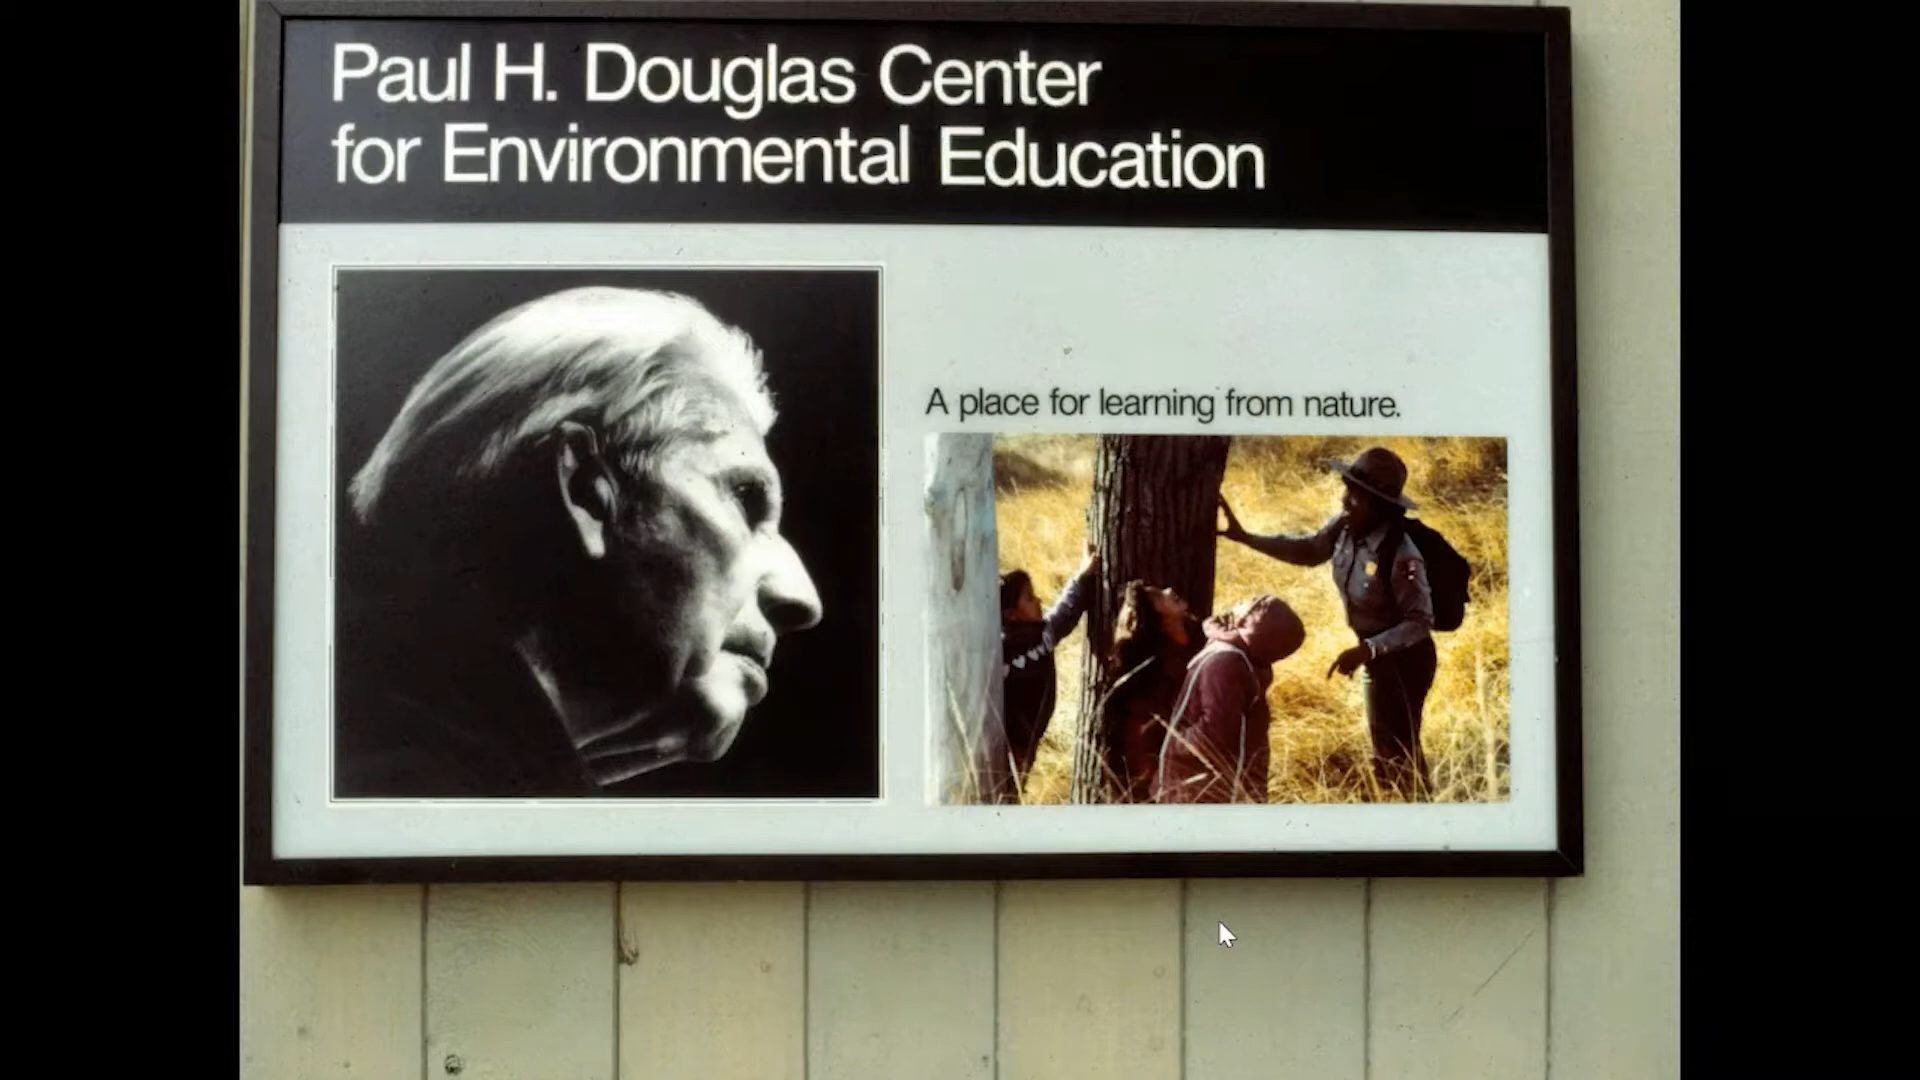 Paul H. Douglas Center
for Environmental Education
A place for learning from nature.